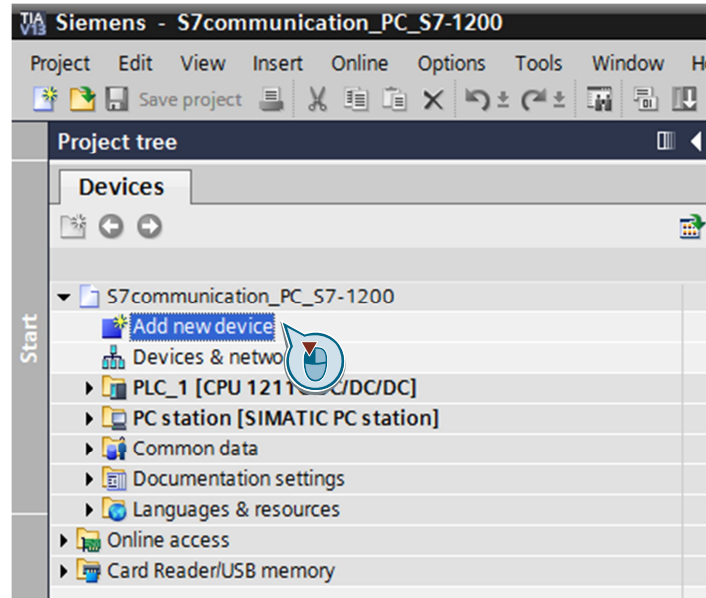 TIA V13 Siemens - S7communication_PC_S7-1200
Project Edit View Insert Online Options Tools Window
Save project
Project tree
Devices
Start
S7communication_PC_S7-1200
Add new device
Devices &
PLC_1 [CPU DC/DC]
PC station [SIMATIC PC station]
Common data
Documentation settings
Languages & resources
Online access
Card Reader/USB memory